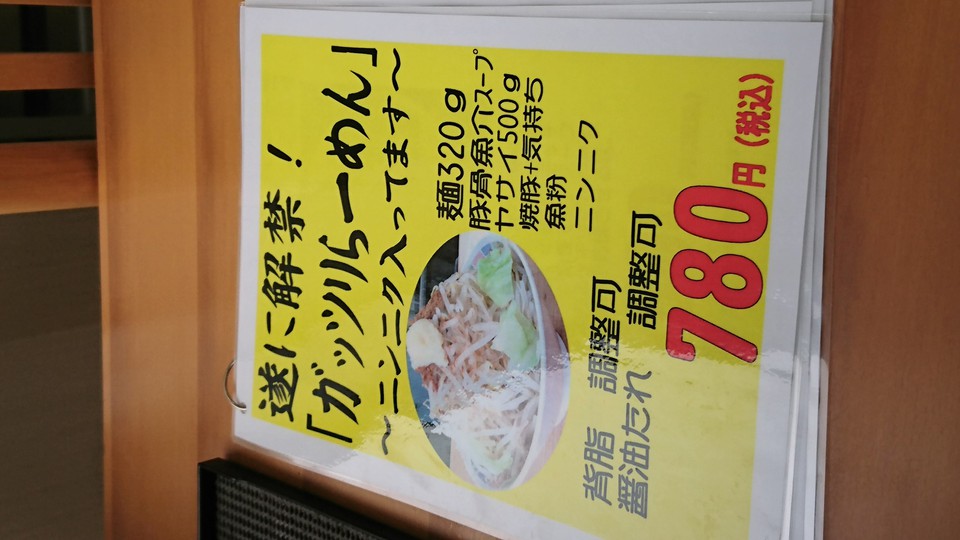 遂に解禁!
「ガッツリらーめん」
~ニンニク入ってます~
麺320g
豚骨魚介スープ
ヤサイ500g
焼豚+気持ち
魚粉
ニンニク
背脂 調整可
醤油たれ 調整可
780円(税込)